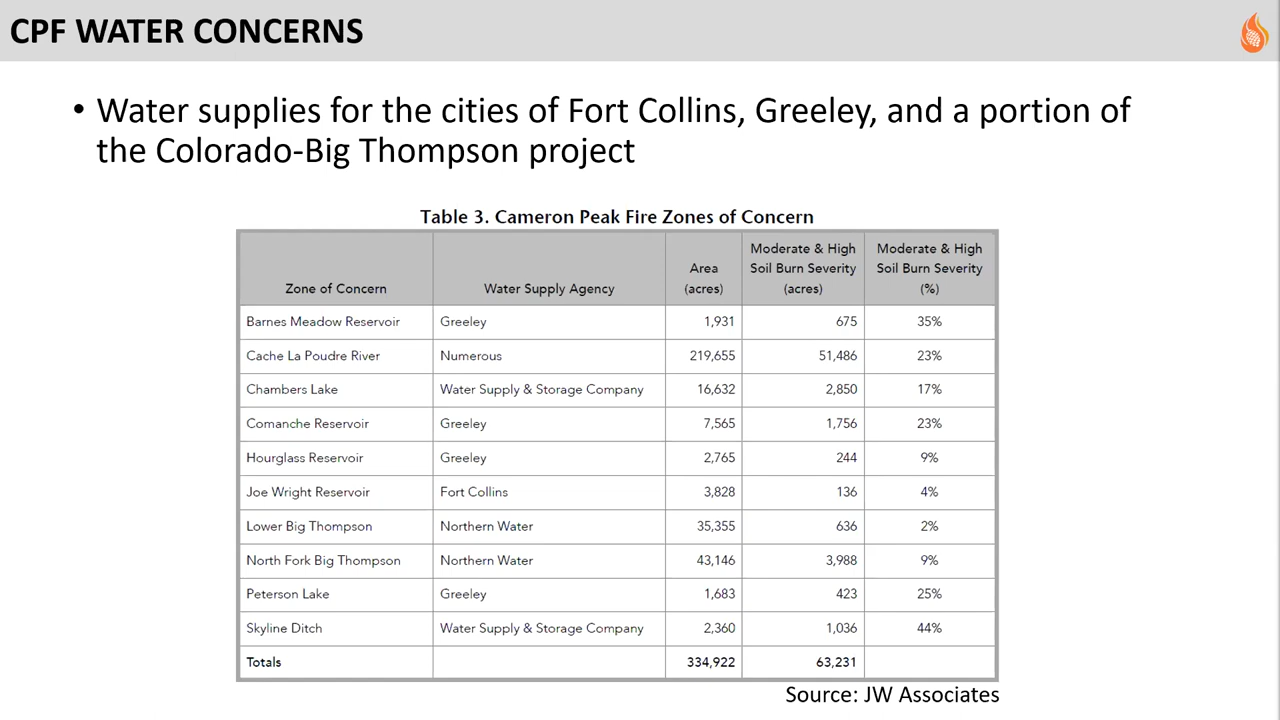 CPF WATER CONCERNS
• Water supplies for the cities of Fort Collins, Greeley, and a portion of
the Colorado-Big Thompson project
Table 3. Cameron Peak Fire Zones of Concern
Zone of Concern Water Supply Agency Area (acres) Moderate & High Soil Burn Severity (acres) Moderate & High Soil Burn Severity (%)
Barnes Meadow Reservoir Greeley 1,931 675 35%
Cache La Poudre River Numerous 219,655 51,486 23%
Chambers Lake Water Supply & Storage Company 16,632 2,850 17%
Comanche Reservoir Greeley 7,565 1,756 23%
Hourglass Reservoir Greeley 2,765 244 9%
Joe Wright Reservoir Fort Collins 3,828 136 4%
Lower Big Thompson Northern Water 35,355 636 2%
North Fork Big Thompson Northern Water 43,146 3,988 9%
Peterson Lake Greeley 1,683 423 25%
Skyline Ditch Water Supply & Storage Company 2,360 1,036 44%
Totals 334,922 63,231
Source: JW Associates